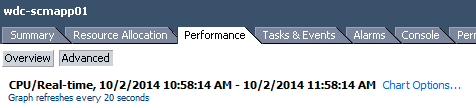 wdc-scmapp01
Summary Resource Allocation Performance Tasks & Events Alarms Console
Overview Advanced
CPU/Real-time, 10/2/2014 10:58:14 AM - 10/2/2014 11:58:14 AM Chart Options...
Graph refreshes every 20 seconds